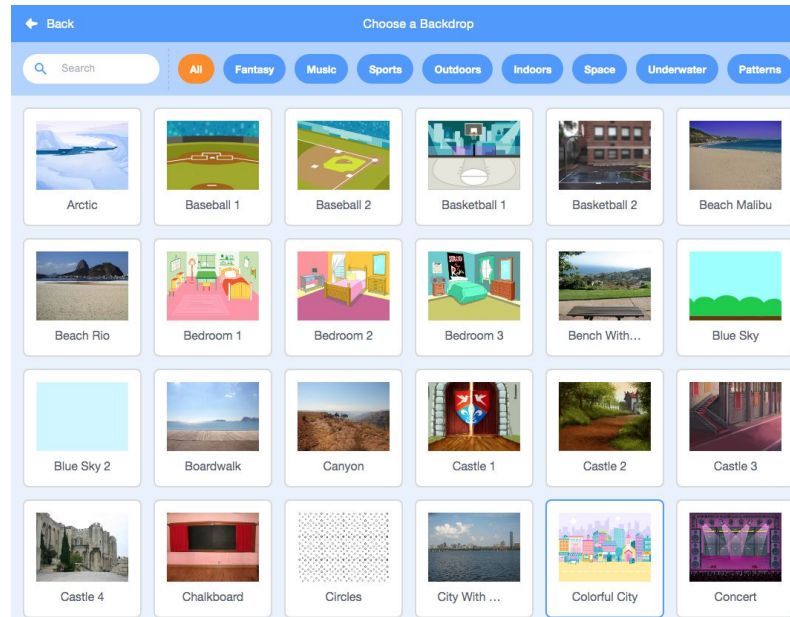 Back
Choose a Backdrop
Search
All
Fantasy
Music
Sports
Outdoors
Indoors
Space
Underwater
Patterns
Arctic
Baseball 1
Baseball 2
Basketball 1
Basketball 2
Beach Malibu
Beach Rio
Bedroom 1
Bedroom 2
Bedroom 3
Bench With...
Blue Sky
Blue Sky 2
Boardwalk
Canyon
Castle 1
Castle 2
Castle 3
Castle 4
Chalkboard
Circles
City With ...
Colorful City
Concert